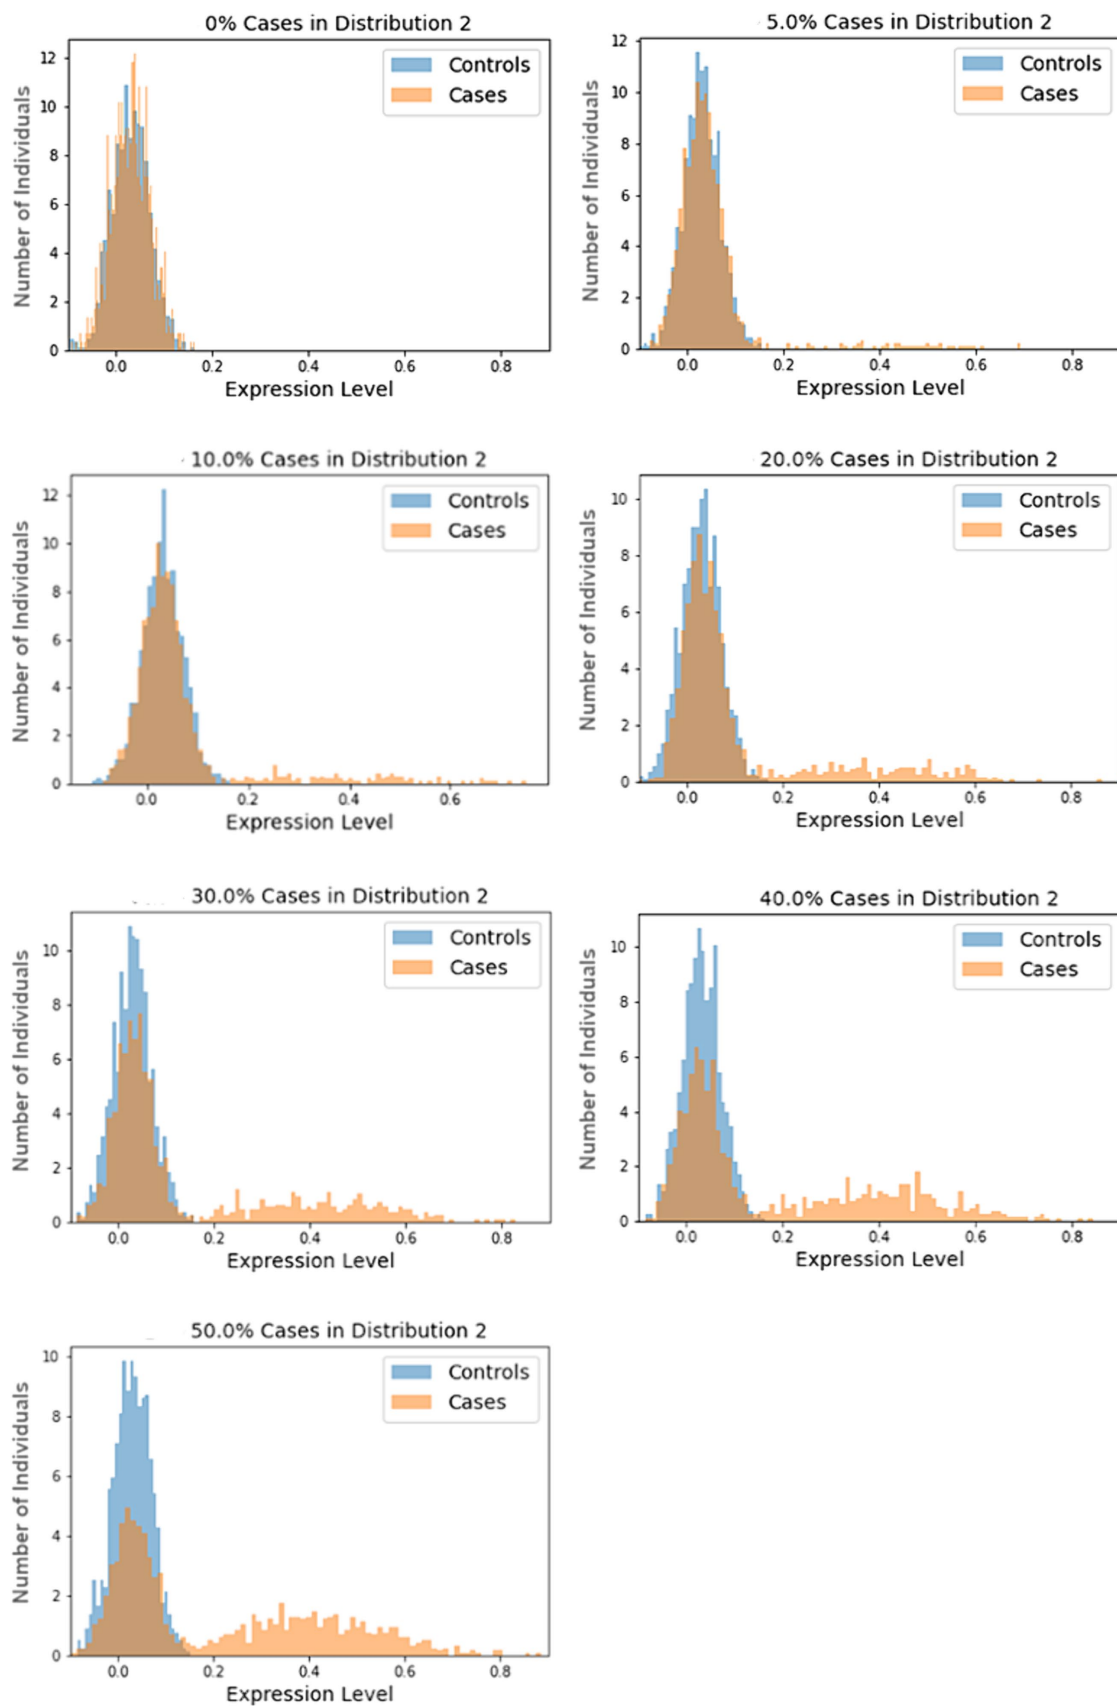 0% Cases in Distribution 2
12
10
8
6
4
2
0
Number of Individuals
Controls
Cases
0.0 0.2 0.4 0.6 0.8
Expression Level
5.0% Cases in Distribution 2
12
10
8
6
4
2
0
Number of Individuals
Controls
Cases
0.0 0.2 0.4 0.6 0.8
Expression Level
10.0% Cases in Distribution 2
12
10
8
6
4
2
0
Number of Individuals
Controls
Cases
0.0 0.2 0.4 0.6
Expression Level
20.0% Cases in Distribution 2
10
8
6
4
2
0
Number of Individuals
Controls
Cases
0.0 0.2 0.4 0.6 0.8
Expression Level
30.0% Cases in Distribution 2
10
8
6
4
2
0
Number of Individuals
Controls
Cases
0.0 0.2 0.4 0.6 0.8
Expression Level
40.0% Cases in Distribution 2
10
8
6
4
2
0
Number of Individuals
Controls
Cases
0.0 0.2 0.4 0.6 0.8
Expression Level
50.0% Cases in Distribution 2
10
8
6
4
2
0
Number of Individuals
Controls
Cases
0.0 0.2 0.4 0.6 0.8
Expression Level